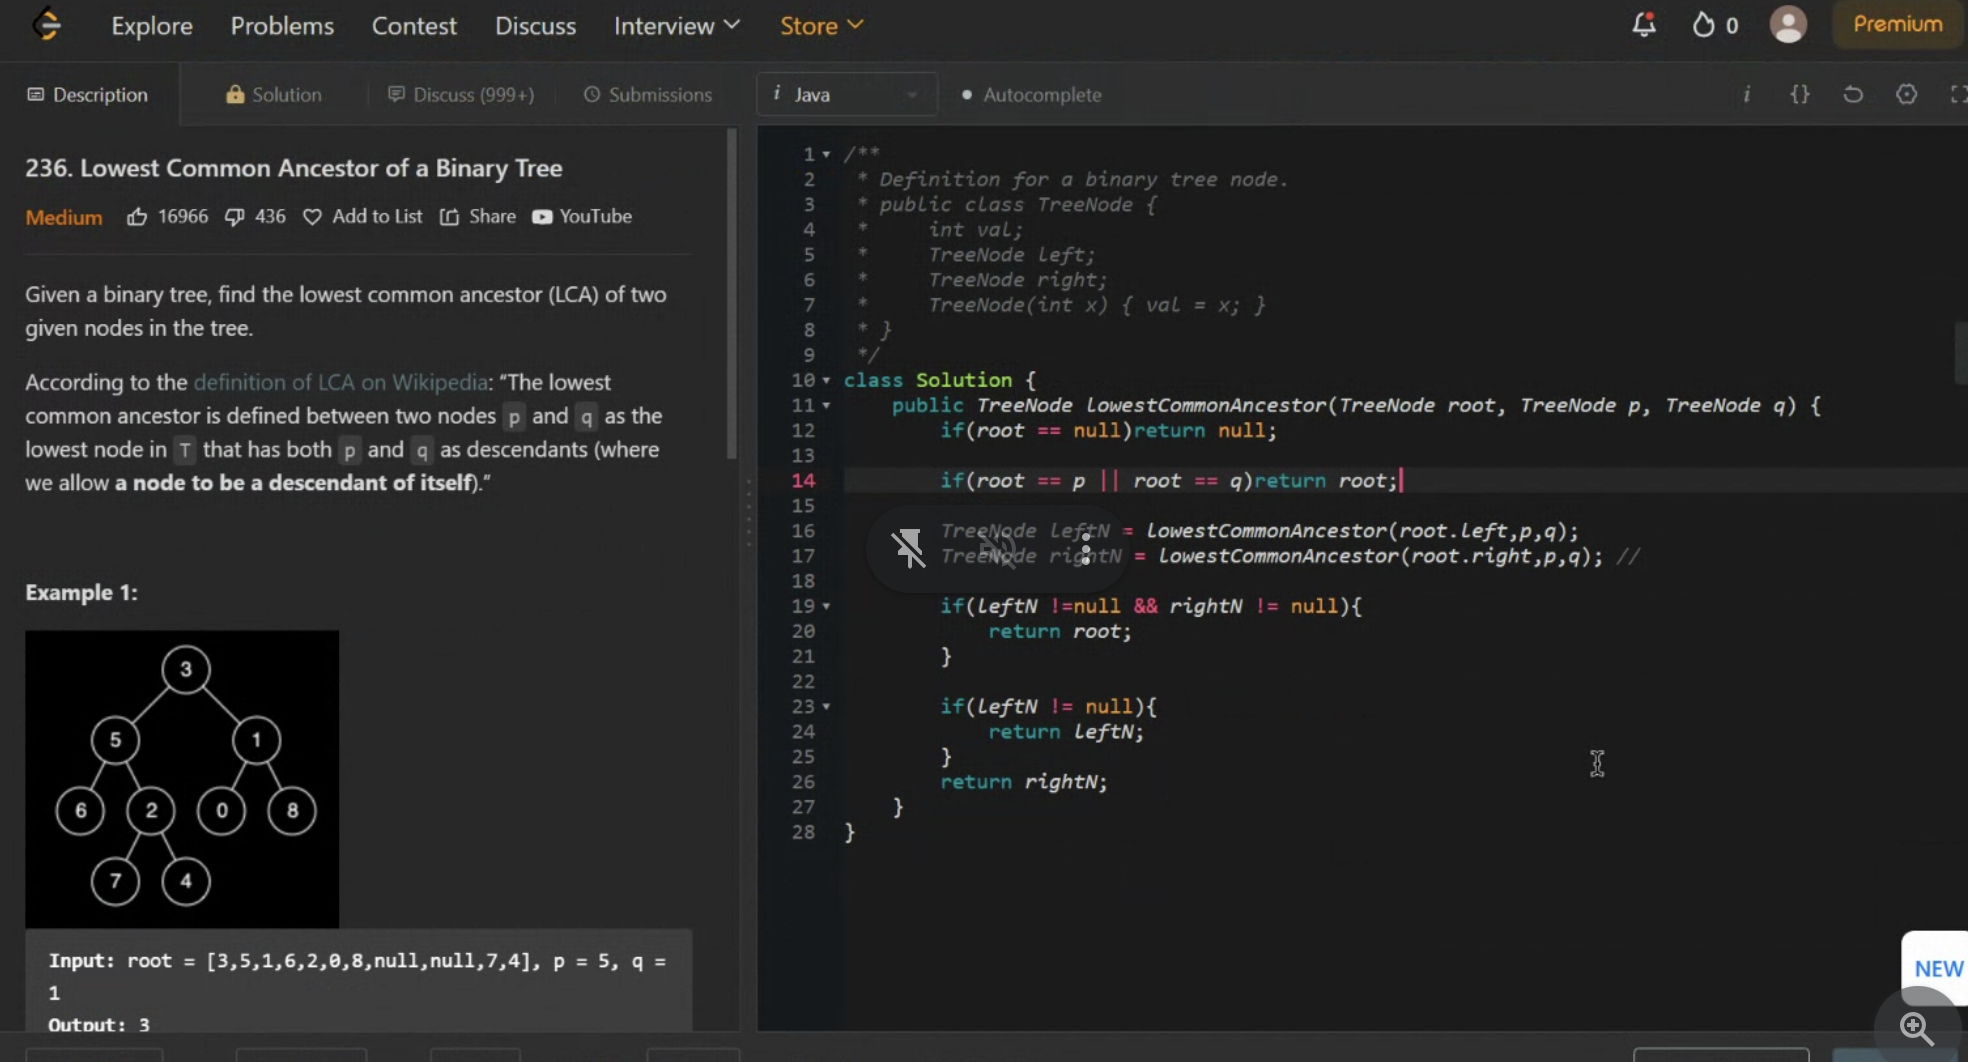 Explore Problems Contest Discuss Interview Store 0 Premium
Description Solution Discuss (999+) Submissions
i Java Autocomplete i {}
236. Lowest Common Ancestor of a Binary Tree
Medium 16966 436 Add to List Share YouTube
Given a binary tree, find the lowest common ancestor (LCA) of two
given nodes in the tree.
According to the definition of LCA on Wikipedia: “The lowest
common ancestor is defined between two nodes p and q as the
lowest node in T that has both p and q as descendants (where
we allow a node to be a descendant of itself).”
Example 1:
3
5 1
6 2 0 8
7 4
Input: root = [3,5,1,6,2,0,8,null,null,7,4], p = 5, q =
1
Output: 3
1 /**
2 * Definition for a binary tree node.
3 * public class TreeNode {
4 * int val;
5 * TreeNode left;
6 * TreeNode right;
7 * TreeNode(int x) { val = x; }
8 * }
9 */
10 class Solution {
11 public TreeNode lowestCommonAncestor(TreeNode root, TreeNode p, TreeNode q) {
12 if(root == null)return null;
13
14 if(root == p || root == q)return root;
15
16 TreeNode leftN = lowestCommonAncestor(root.left,p,q);
17 TreeNode rightN = lowestCommonAncestor(root.right,p,q); //
18
19 if(leftN !=null && rightN != null){
20 return root;
21 }
22
23 if(leftN != null){
24 return leftN;
25 }
26 return rightN;
27 }
28 }
NEW